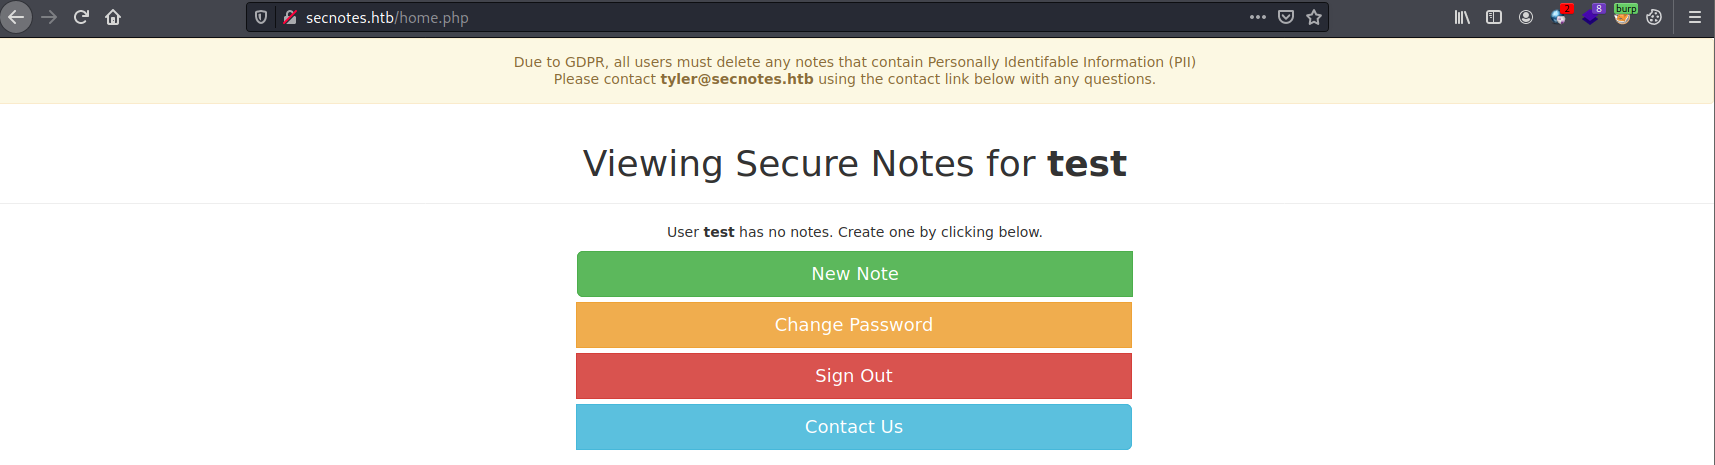 secnotes.htb/home.php
2
8
burp
Due to GDPR, all users must delete any notes that contain Personally Identifable Information (PII)
Please contact tyler@secnotes.htb using the contact link below with any questions.
Viewing Secure Notes for test
User test has no notes. Create one by clicking below.
New Note
Change Password
Sign Out
Contact Us